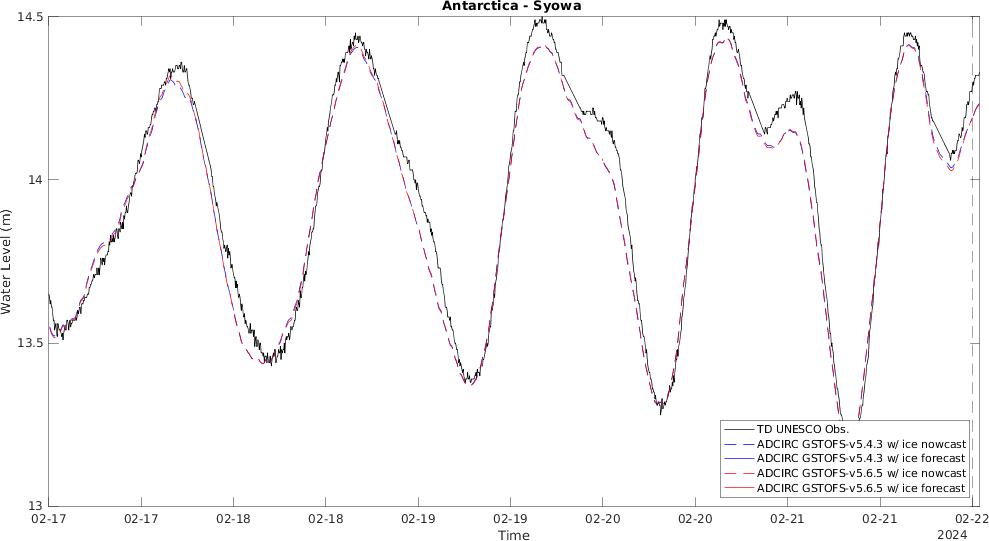 Antarctica - Syowa
14.5
14
13.5
13
Water Level (m)
TD UNESCO Obs.
ADCIRC GSTOFS-v5.4.3 w/ ice nowcast
ADCIRC GSTOFS-v5.4.3 w/ ice forecast
ADCIRC GSTOFS-v5.6.5 w/ ice nowcast
ADCIRC GSTOFS-v5.6.5 w/ ice forecast
02-17 02-17 02-18 02-18 02-19 02-19 02-20 02-20 02-21 02-21 02-22
Time
2024